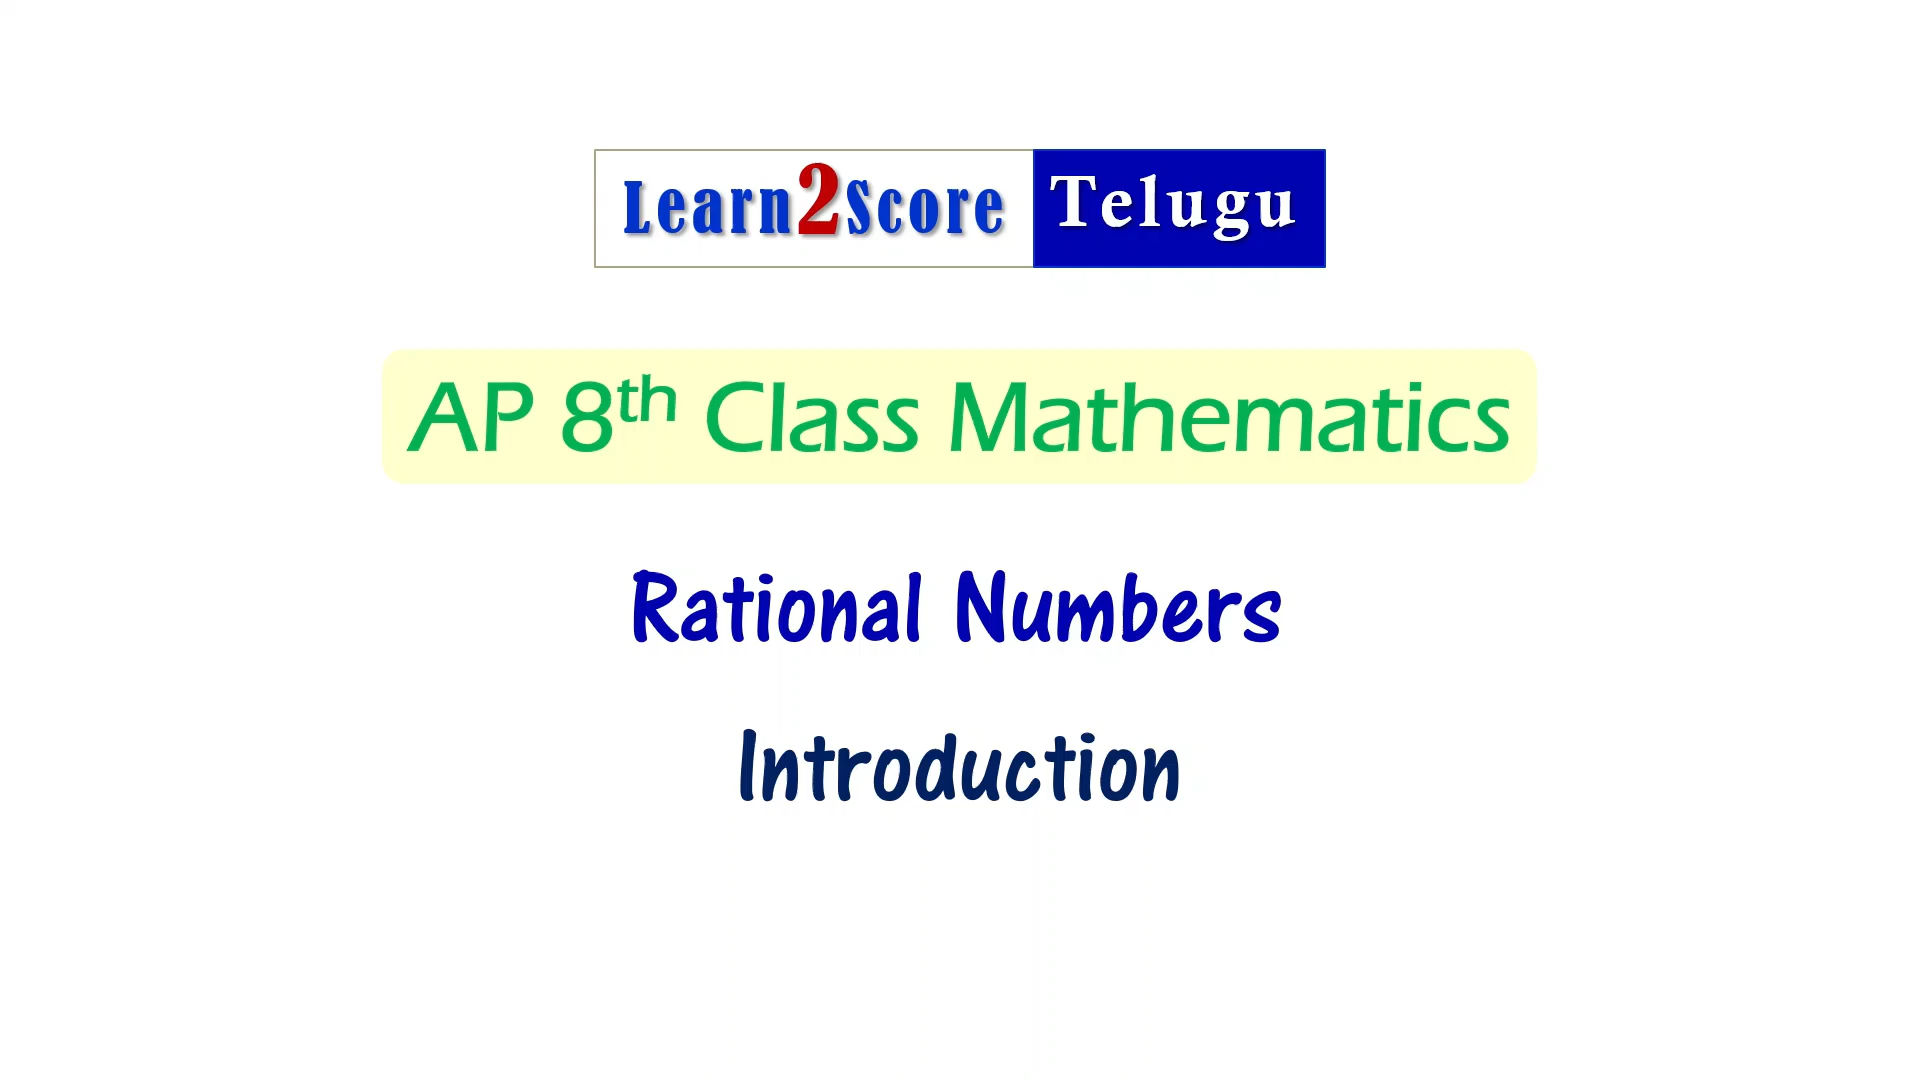 Learn2Score Telugu
AP 8th Class Mathematics
Rational Numbers
Introduction